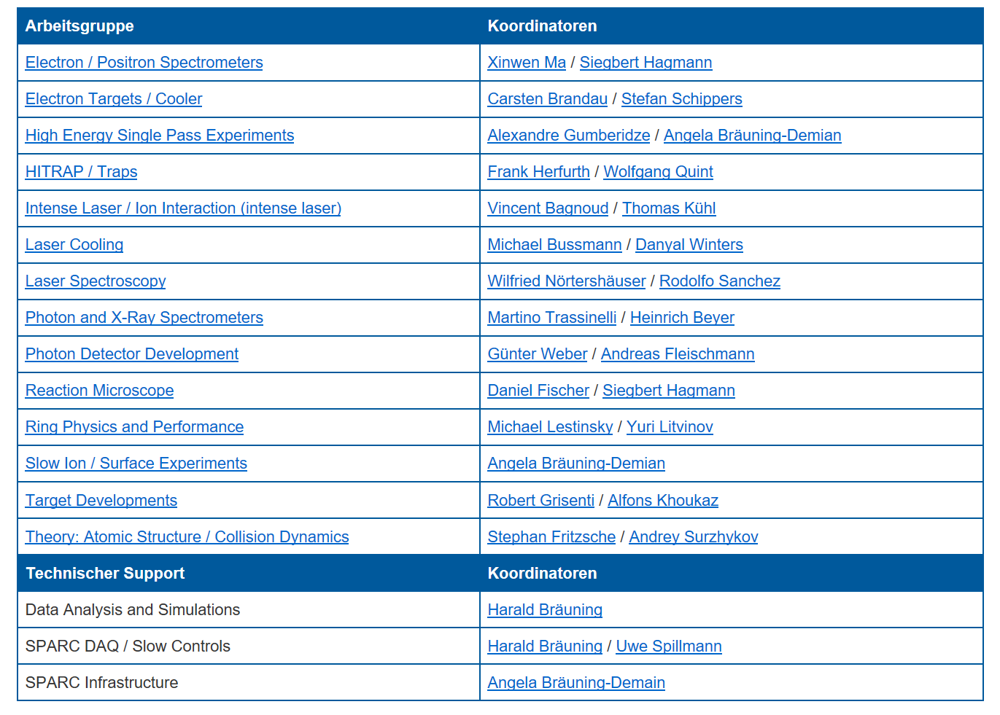 Arbeitsgruppe Koordinatoren
Electron / Positron Spectrometers Xinwen Ma / Siegbert Hagmann
Electron Targets / Cooler Carsten Brandau / Stefan Schippers
High Energy Single Pass Experiments Alexandre Gumberidze / Angela Bräuning-Demian
HITRAP / Traps Frank Herfurth / Wolfgang Quint
Intense Laser / Ion Interaction (intense laser) Vincent Bagnoud / Thomas Kühl
Laser Cooling Michael Bussmann / Danyal Winters
Laser Spectroscopy Wilfried Nörtershäuser / Rodolfo Sanchez
Photon and X-Ray Spectrometers Martino Trassinelli / Heinrich Beyer
Photon Detector Development Günter Weber / Andreas Fleischmann
Reaction Microscope Daniel Fischer / Siegbert Hagmann
Ring Physics and Performance Michael Lestinsky / Yuri Litvinov
Slow Ion / Surface Experiments Angela Bräuning-Demian
Target Developments Robert Grisenti / Alfons Khoukaz
Theory: Atomic Structure / Collision Dynamics Stephan Fritzsche / Andrey Surzhykov
Technischer Support Koordinatoren
Data Analysis and Simulations Harald Bräuning
SPARC DAQ / Slow Controls Harald Bräuning / Uwe Spillmann
SPARC Infrastructure Angela Bräuning-Demain